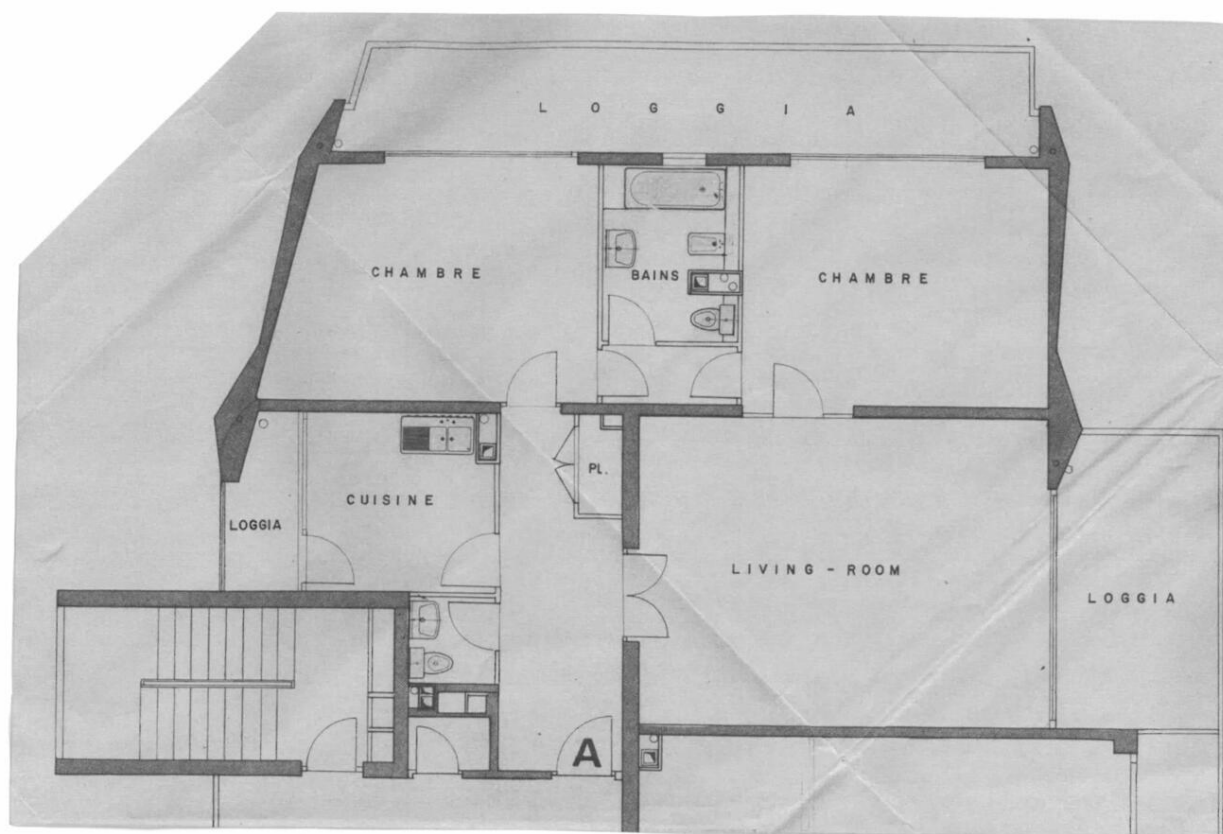 LOGGIA
CHAMBRE
BAINS
CHAMBRE
PL.
CUISINE
LOGGIA
LIVING - ROOM
LOGGIA
A